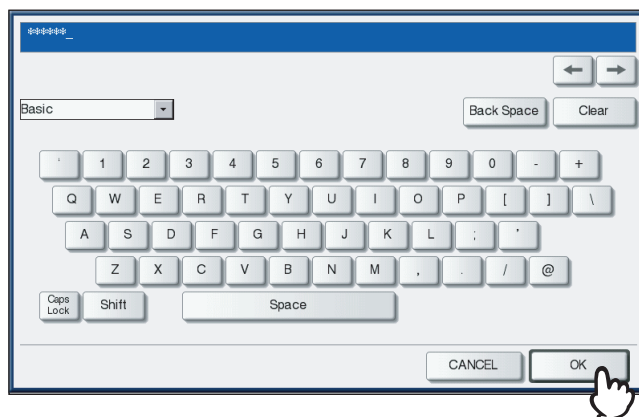 ******_
← →
Basic Back Space Clear
` 1 2 3 4 5 6 7 8 9 0 - +
Q W E R T Y U I O P [ ] \
A S D F G H J K L ; '
Z X C V B N M , . / @
Caps Lock Shift Space
CANCEL OK